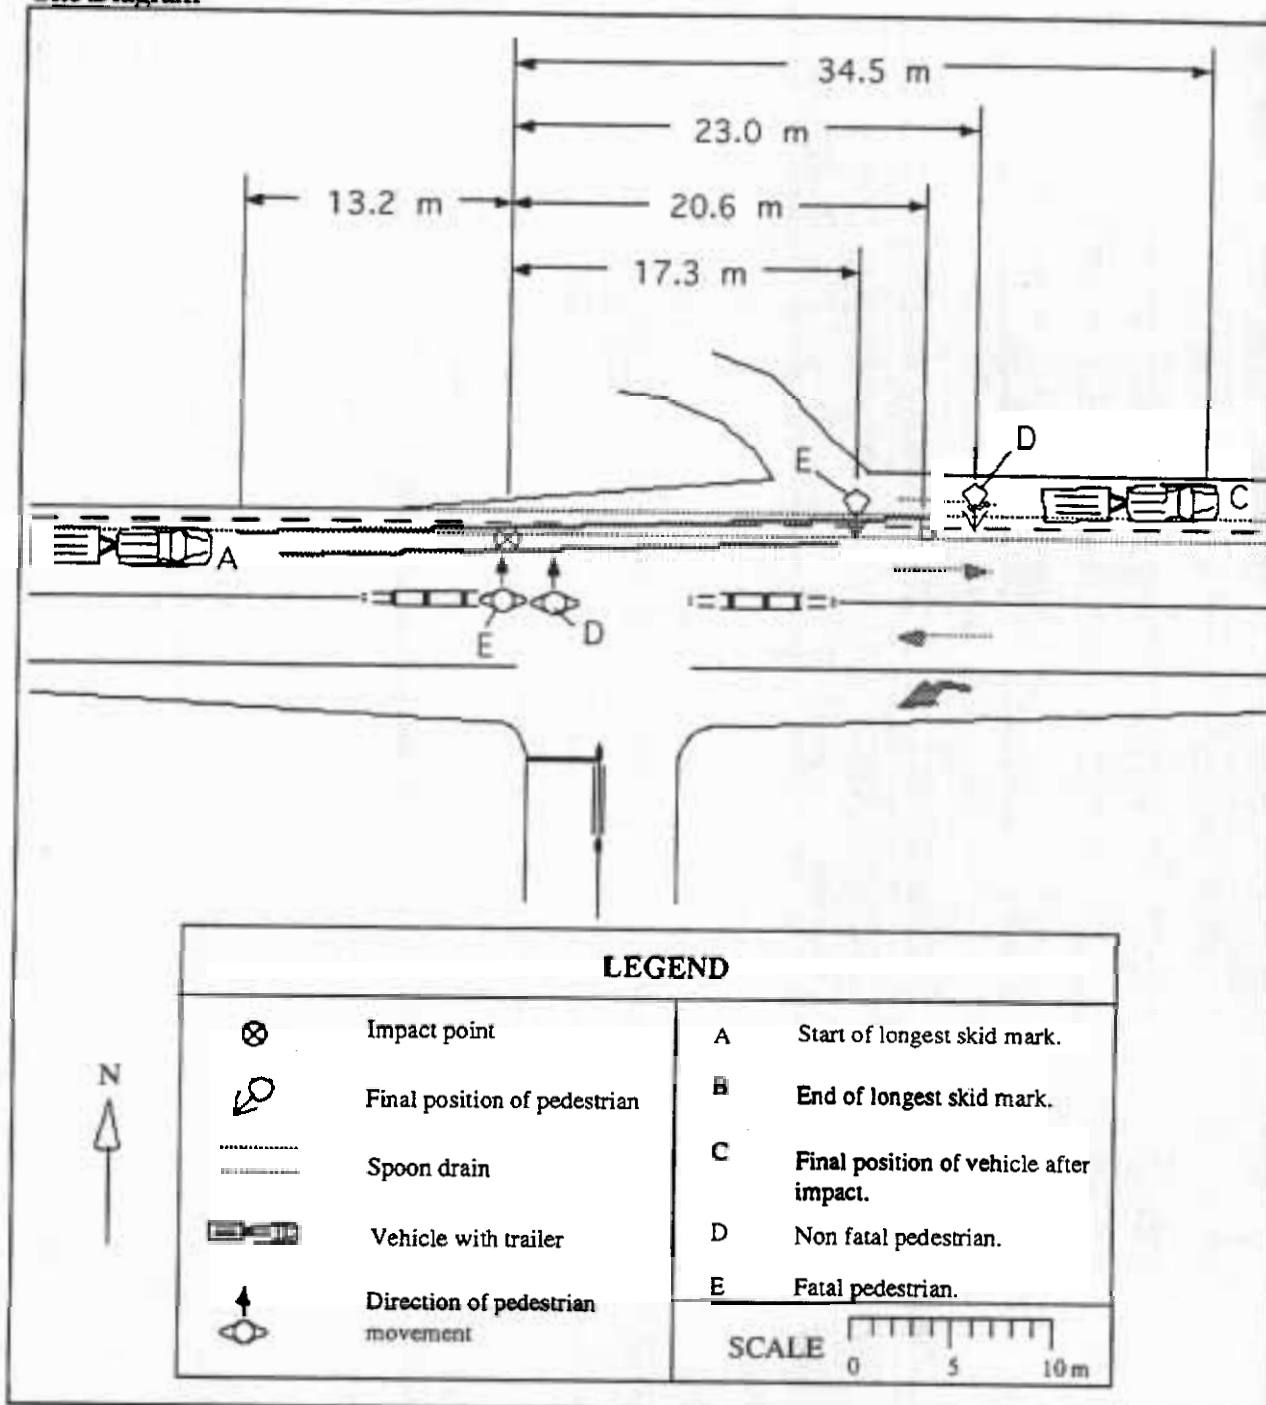 34.5 m
23.0 m
13.2 m
20.6 m
17.3 m
D
E
C
A
E
D
LEGEND
Impact point
Final position of pedestrian
Spoon drain
Vehicle with trailer
Direction of pedestrian
movement
A Start of longest skid mark.
B End of longest skid mark.
C Final position of vehicle after
impact.
D Non fatal pedestrian.
E Fatal pedestrian.
N
SCALE
0 5 10 m